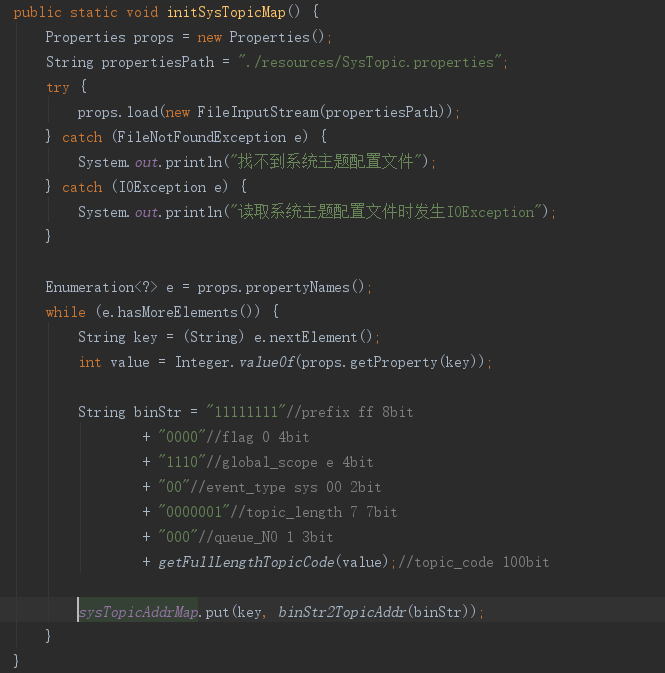 public static void initSysTopicMap() {
    Properties props = new Properties();
    String propertiesPath = "./resources/SysTopic.properties";
    try {
        props.load(new FileInputStream(propertiesPath));
    } catch (FileNotFoundException e) {
        System.out.println("找不到系统主题配置文件");
    } catch (IOException e) {
        System.out.println("读取系统主题配置文件时发生IOException");
    }

    Enumeration<?> e = props.propertyNames();
    while (e.hasMoreElements()) {
        String key = (String) e.nextElement();
        int value = Integer.valueOf(props.getProperty(key));

        String binStr = "11111111"//prefix ff 8bit
                + "0000"//flag 0 4bit
                + "1110"//global_scope e 4bit
                + "00"//event_type sys 00 2bit
                + "0000001"//topic_length 7 7bit
                + "000"//queue_NO 1 3bit
                + getFullLengthTopicCode(value);//topic_code 100bit

        sysTopicAddrMap.put(key, binStr2TopicAddr(binStr));
    }
}